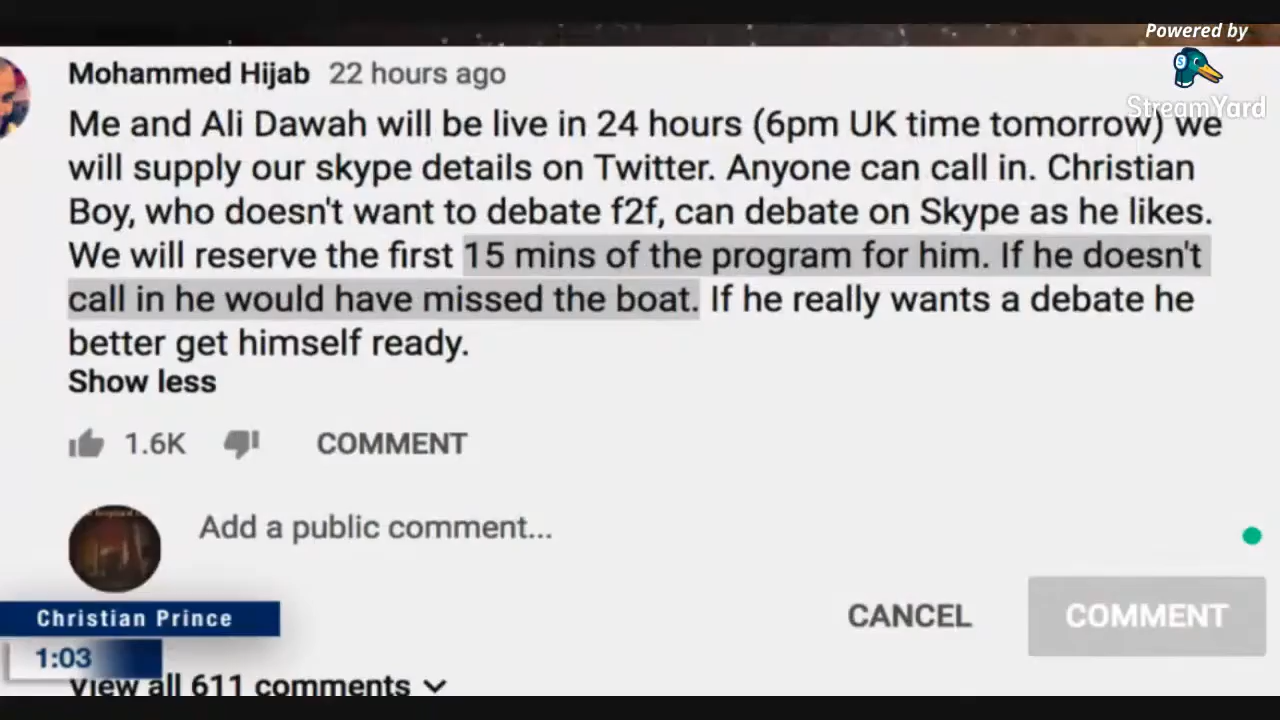 Powered by
StreamYard
Mohammed Hijab 22 hours ago
Me and Ali Dawah will be live in 24 hours (6pm UK time tomorrow) we
will supply our skype details on Twitter. Anyone can call in. Christian
Boy, who doesn't want to debate f2f, can debate on Skype as he likes.
We will reserve the first 15 mins of the program for him. If he doesn't
call in he would have missed the boat. If he really wants a debate he
better get himself ready.
Show less
1.6K COMMENT
Add a public comment...
Christian Prince
CANCEL COMMENT
1:03
View all 611 comments